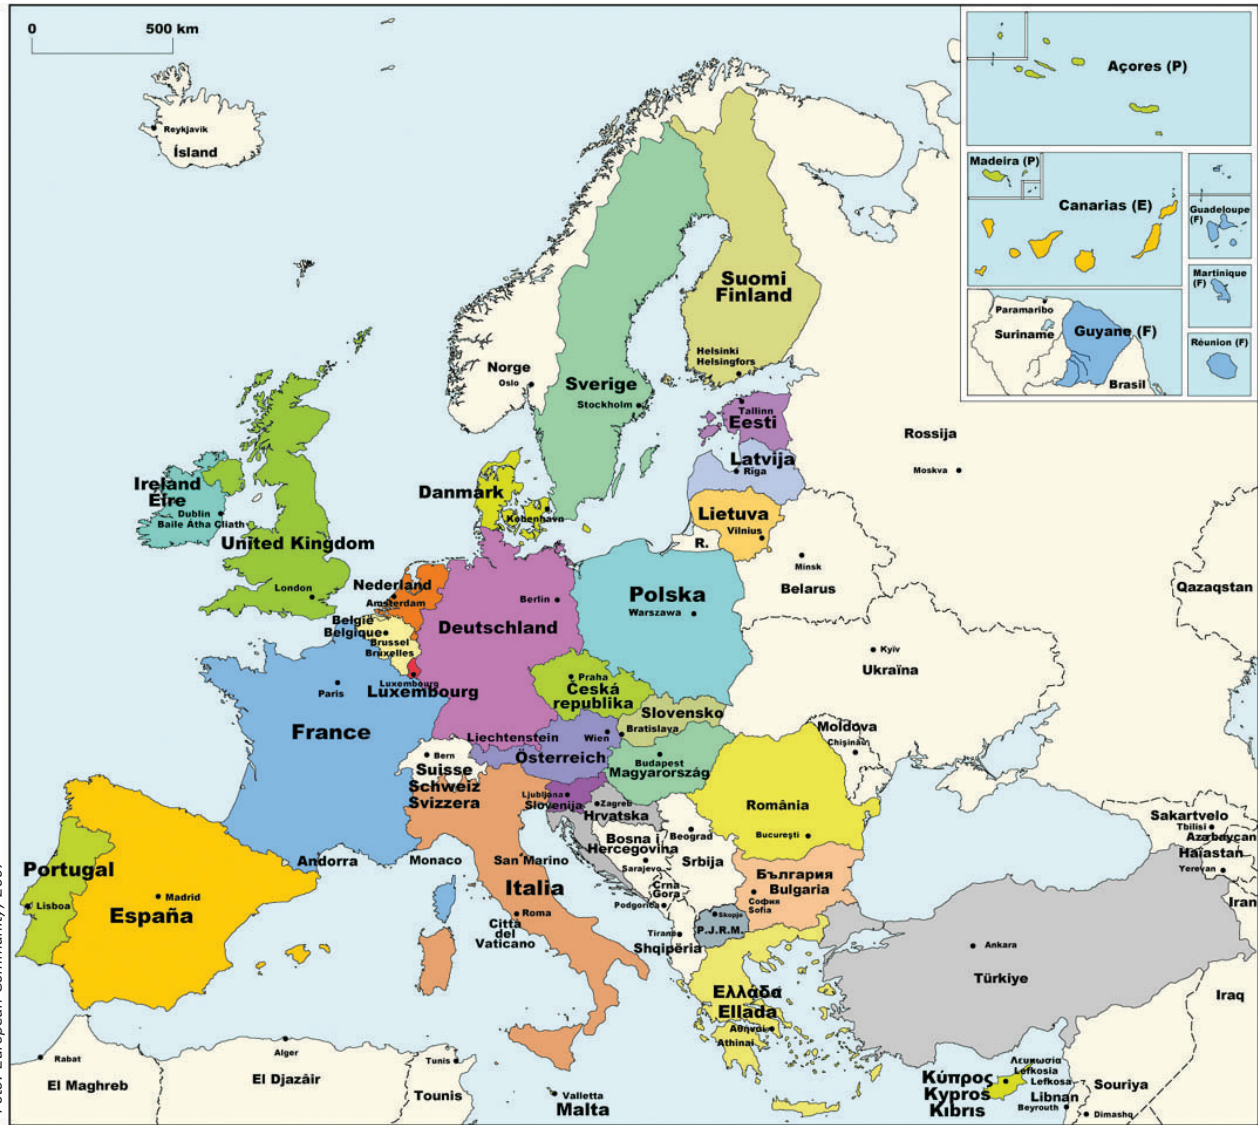 0 500 km
Açores (P)
Madeira (P)
Canarias (E)
Guadeloupe
(F)
Martinique
(F)
Paramaribo
Suriname
Guyane (F)
Brasil
Réunion (F)
Reykjavik
Ísland
Suomi
Finland
Helsinki
Helsingfors
Norge
Oslo
Sverige
Stockholm
Tallinn
Eesti
Latvija
Rīga
Lietuva
Vilnius
R.
Rossija
Moskva
Minsk
Belarus
Qazaqstan
Ireland
Éire
Dublin
Baile Átha Cliath
United Kingdom
London
Danmark
København
Nederland
Amsterdam
België
Belgique
Brussel
Bruxelles
Luxembourg
Luxembourg
Deutschland
Berlin
Polska
Warszawa
Kyïv
Ukraïna
Praha
Česká
republika
Slovensko
Bratislava
Moldova
Chişinău
Paris
France
Liechtenstein
Wien
Österreich
Budapest
Magyarország
Bern
Suisse
Schweiz
Svizzera
Ljubljana
Slovenija
Zagreb
Hrvatska
România
Bucureşti
Beograd
Bosna i
Hercegovina
Sarajevo
Srbija
Crna
Gora
Podgorica
България
Bulgaria
София
Sofia
Skopje
P.J.R.M.
Tirana
Shqipëria
Sakartvelo
Tbilisi
Azərbaycan
Haïastan
Yerevan
Iran
Portugal
Lisboa
Madrid
España
Andorra
Monaco
San Marino
Italia
Roma
Città
del
Vaticano
Ankara
Türkiye
Ελλάδα
Ellada
Αθηναι
Athinai
Iraq
Rabat
El Maghreb
Alger
El Djazâir
Tunis
Tounis
Valletta
Malta
Λευκωσία
Lefkosia
Lefkosa
Κύπρος
Kypros
Kıbrıs
Libnan
Beyrouth
Souriya
Dimashq